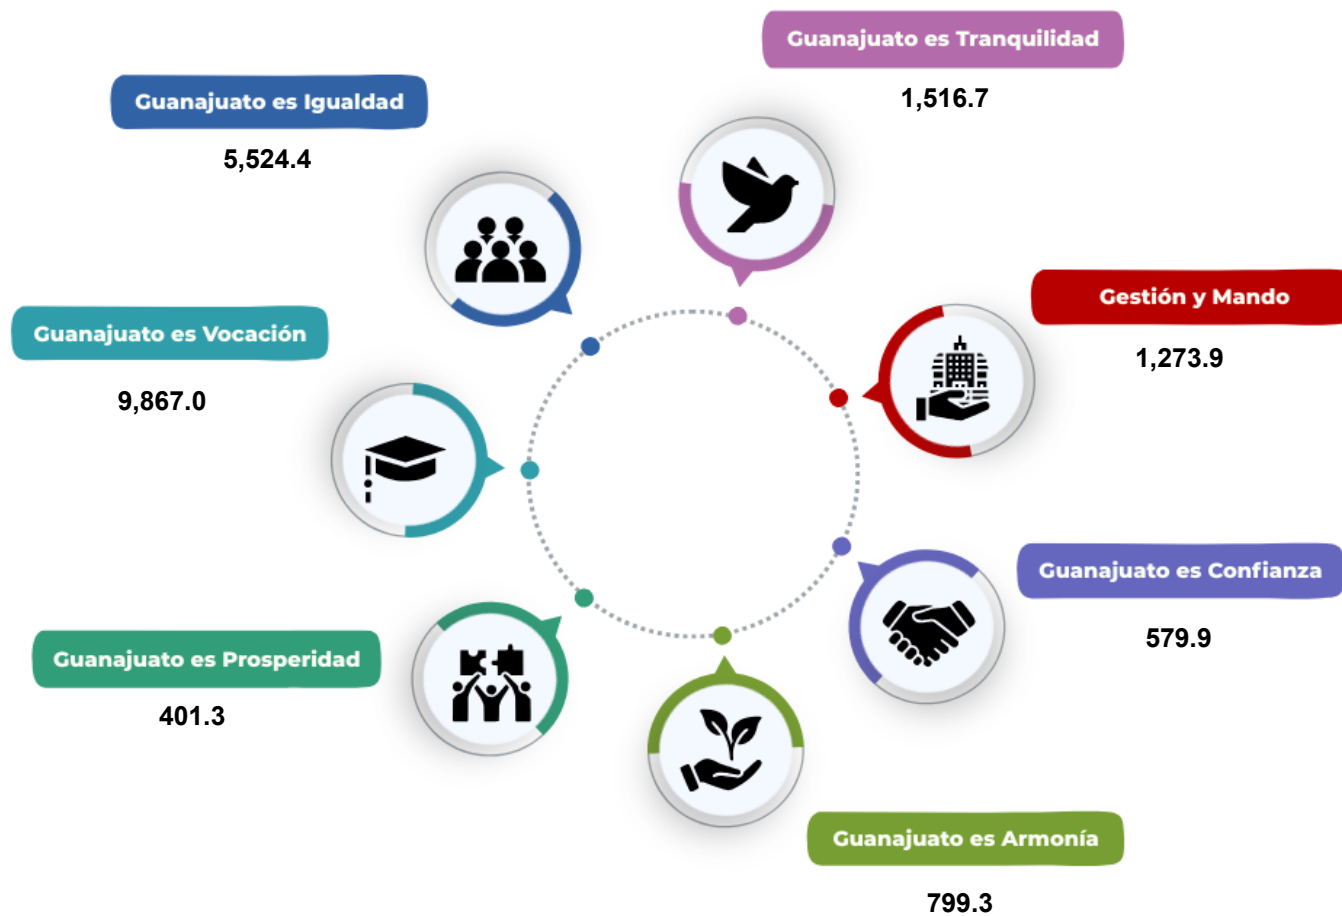 Guanajuato es Tranquilidad
1,516.7
Guanajuato es Igualdad
5,524.4
Gestión y Mando
1,273.9
Guanajuato es Vocación
9,867.0
Guanajuato es Confianza
579.9
Guanajuato es Prosperidad
401.3
Guanajuato es Armonía
799.3